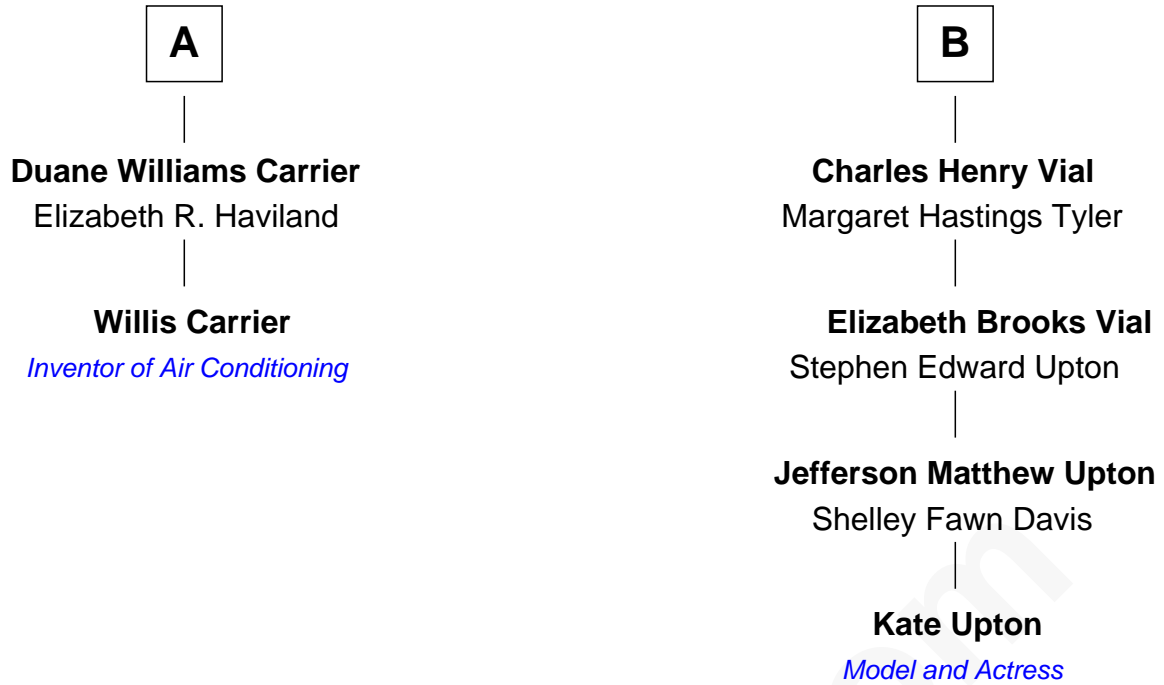 A
Duane Williams Carrier
Elizabeth R. Haviland
Willis Carrier
Inventor of Air Conditioning
B
Charles Henry Vial
Margaret Hastings Tyler
Elizabeth Brooks Vial
Stephen Edward Upton
Jefferson Matthew Upton
Shelley Fawn Davis
Kate Upton
Model and Actress